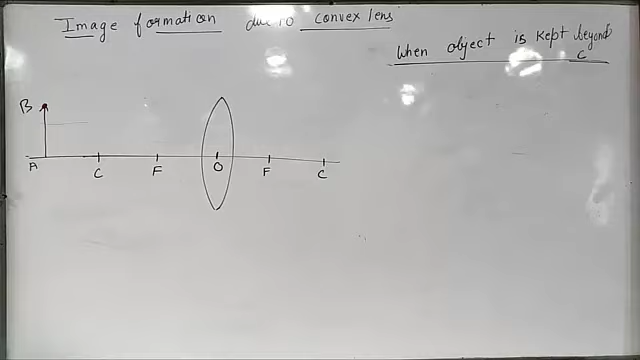 Image formation due to convex lens
When object is kept beyond
C
B
A C F O F C